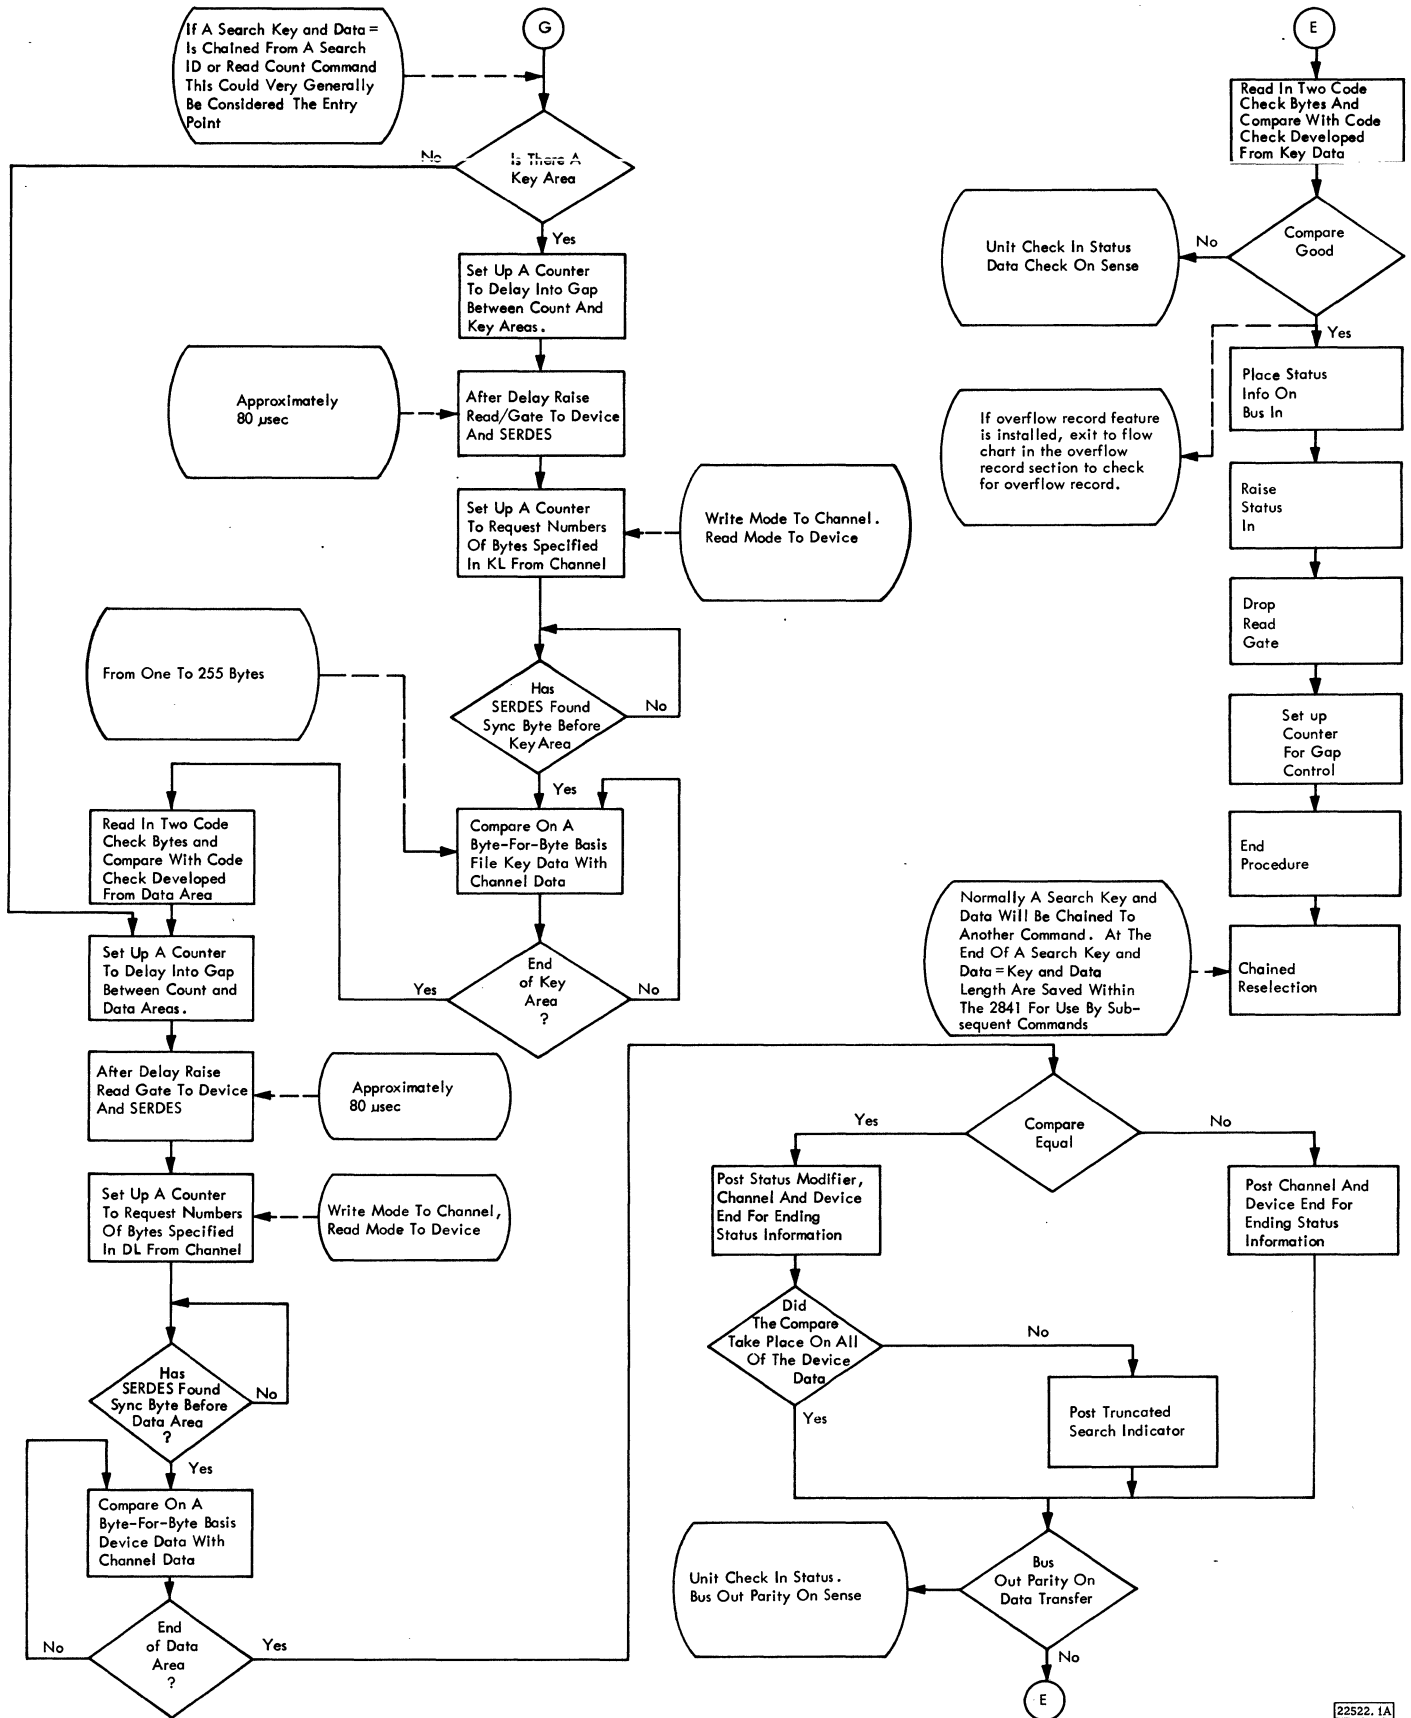 If A Search Key and Data =
Is Chained From A Search
ID or Read Count Command
This Could Very Generally
Be Considered The Entry
Point
G
No
Is There A
Key Area
Yes
Set Up A Counter
To Delay Into Gap
Between Count And
Key Areas.
Approximately
80 µsec
After Delay Raise
Read/Gate To Device
And SERDES
Set Up A Counter
To Request Numbers
Of Bytes Specified
In KL From Channel
Write Mode To Channel.
Read Mode To Device
From One To 255 Bytes
Has
SERDES Found
Sync Byte Before
Key Area
No
Yes
Compare On A
Byte-For-Byte Basis
File Key Data With
Channel Data
End
of Key
Area
?
Yes
No
Read In Two Code
Check Bytes and
Compare With Code
Check Developed
From Data Area
Set Up A Counter
To Delay Into Gap
Between Count and
Data Areas.
After Delay Raise
Read Gate To Device
And SERDES
Approximately
80 µsec
Set Up A Counter
To Request Numbers
Of Bytes Specified
In DL From Channel
Write Mode To Channel,
Read Mode To Device
Has
SERDES Found
Sync Byte Before
Data Area
?
No
Yes
Compare On A
Byte-For-Byte Basis
Device Data With
Channel Data
End
of Data
Area
?
No
Yes
E
Read In Two Code
Check Bytes And
Compare With Code
Check Developed
From Key Data
Compare
Good
No
Unit Check In Status
Data Check On Sense
Yes
If overflow record feature
is installed, exit to flow
chart in the overflow
record section to check
for overflow record.
Place Status
Info On
Bus In
Raise
Status
In
Drop
Read
Gate
Set up
Counter
For Gap
Control
End
Procedure
Normally A Search Key and
Data Will Be Chained To
Another Command. At The
End Of A Search Key and
Data = Key and Data
Length Are Saved Within
The 2841 For Use By Sub-
sequent Commands
Chained
Reselection
Compare
Equal
Yes
No
Post Status Modifier,
Channel And Device
End For Ending
Status Information
Post Channel And
Device End For
Ending Status
Information
Did
The Compare
Take Place On All
Of The Device
Data
No
Yes
Post Truncated
Search Indicator
Bus
Out Parity On
Data Transfer
Unit Check In Status.
Bus Out Parity On Sense
No
E
22522.1A